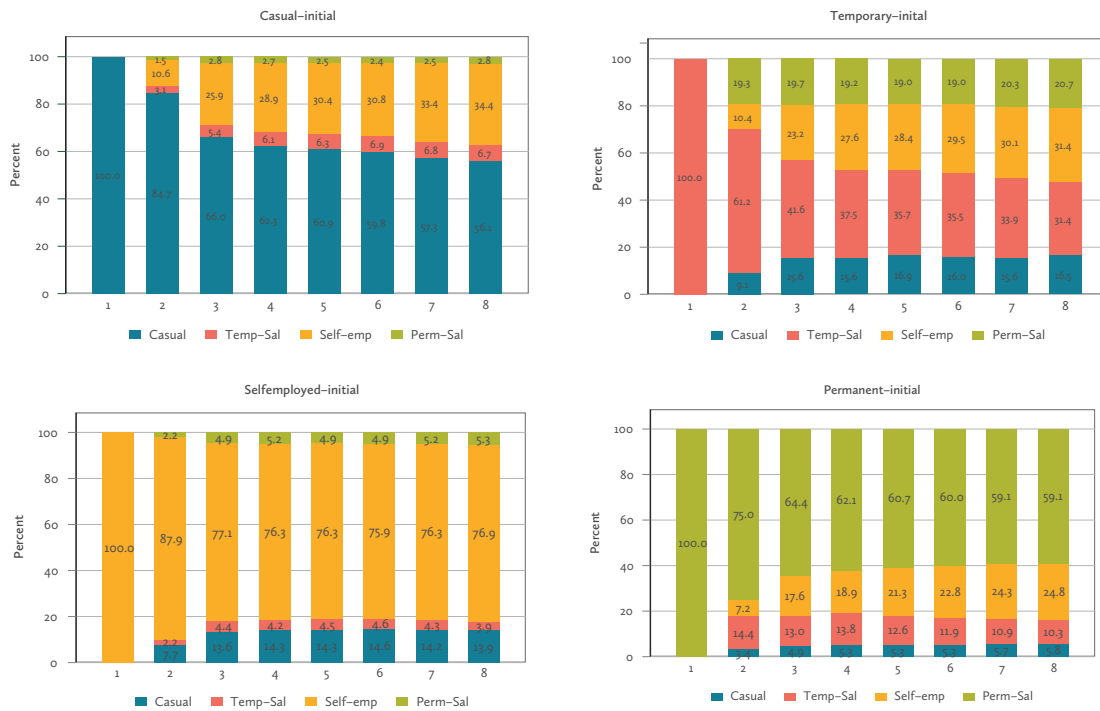 Casual–initial
Percent
100
80
60
40
20
0
1.5 2.8 2.7 2.5 2.4 2.5 2.8
10.6 25.9 28.9 30.4 30.8 33.4 34.4
3.1 5.4 6.1 6.3 6.9 6.8 6.7
100.0 84.7 66.0 62.3 60.9 59.8 57.3 56.1
1 2 3 4 5 6 7 8
Casual Temp–Sal Self–emp Perm–Sal
Temporary–inital
Percent
100
80
60
40
20
0
19.3 19.7 19.2 19.0 19.0 20.3 20.7
10.4 23.2 27.6 28.4 29.5 30.1 31.4
100.0 61.2 41.6 37.5 35.7 35.5 33.9 31.4
9.1 15.6 15.6 16.9 16.0 15.6 16.5
1 2 3 4 5 6 7 8
Casual Temp–Sal Self–emp Perm–Sal
Selfemployed–initial
Percent
100
80
60
40
20
0
2.2 4.9 5.2 4.9 4.9 5.2 5.3
100.0 87.9 77.1 76.3 76.3 75.9 76.3 76.9
2.2 4.4 4.2 4.5 4.6 4.3 3.9
7.7 13.6 14.3 14.3 14.6 14.2 13.9
1 2 3 4 5 6 7 8
Casual Temp–Sal Self–emp Perm–Sal
Permanent–initial
Percent
100
80
60
40
20
0
100.0 75.0 64.4 62.1 60.7 60.0 59.1 59.1
7.2 17.6 18.9 21.3 22.8 24.3 24.8
14.4 13.0 13.8 12.6 11.9 10.9 10.3
3.4 4.9 5.3 5.3 5.3 5.7 5.8
1 2 3 4 5 6 7 8
Casual Temp–Sal Self–emp Perm–Sal